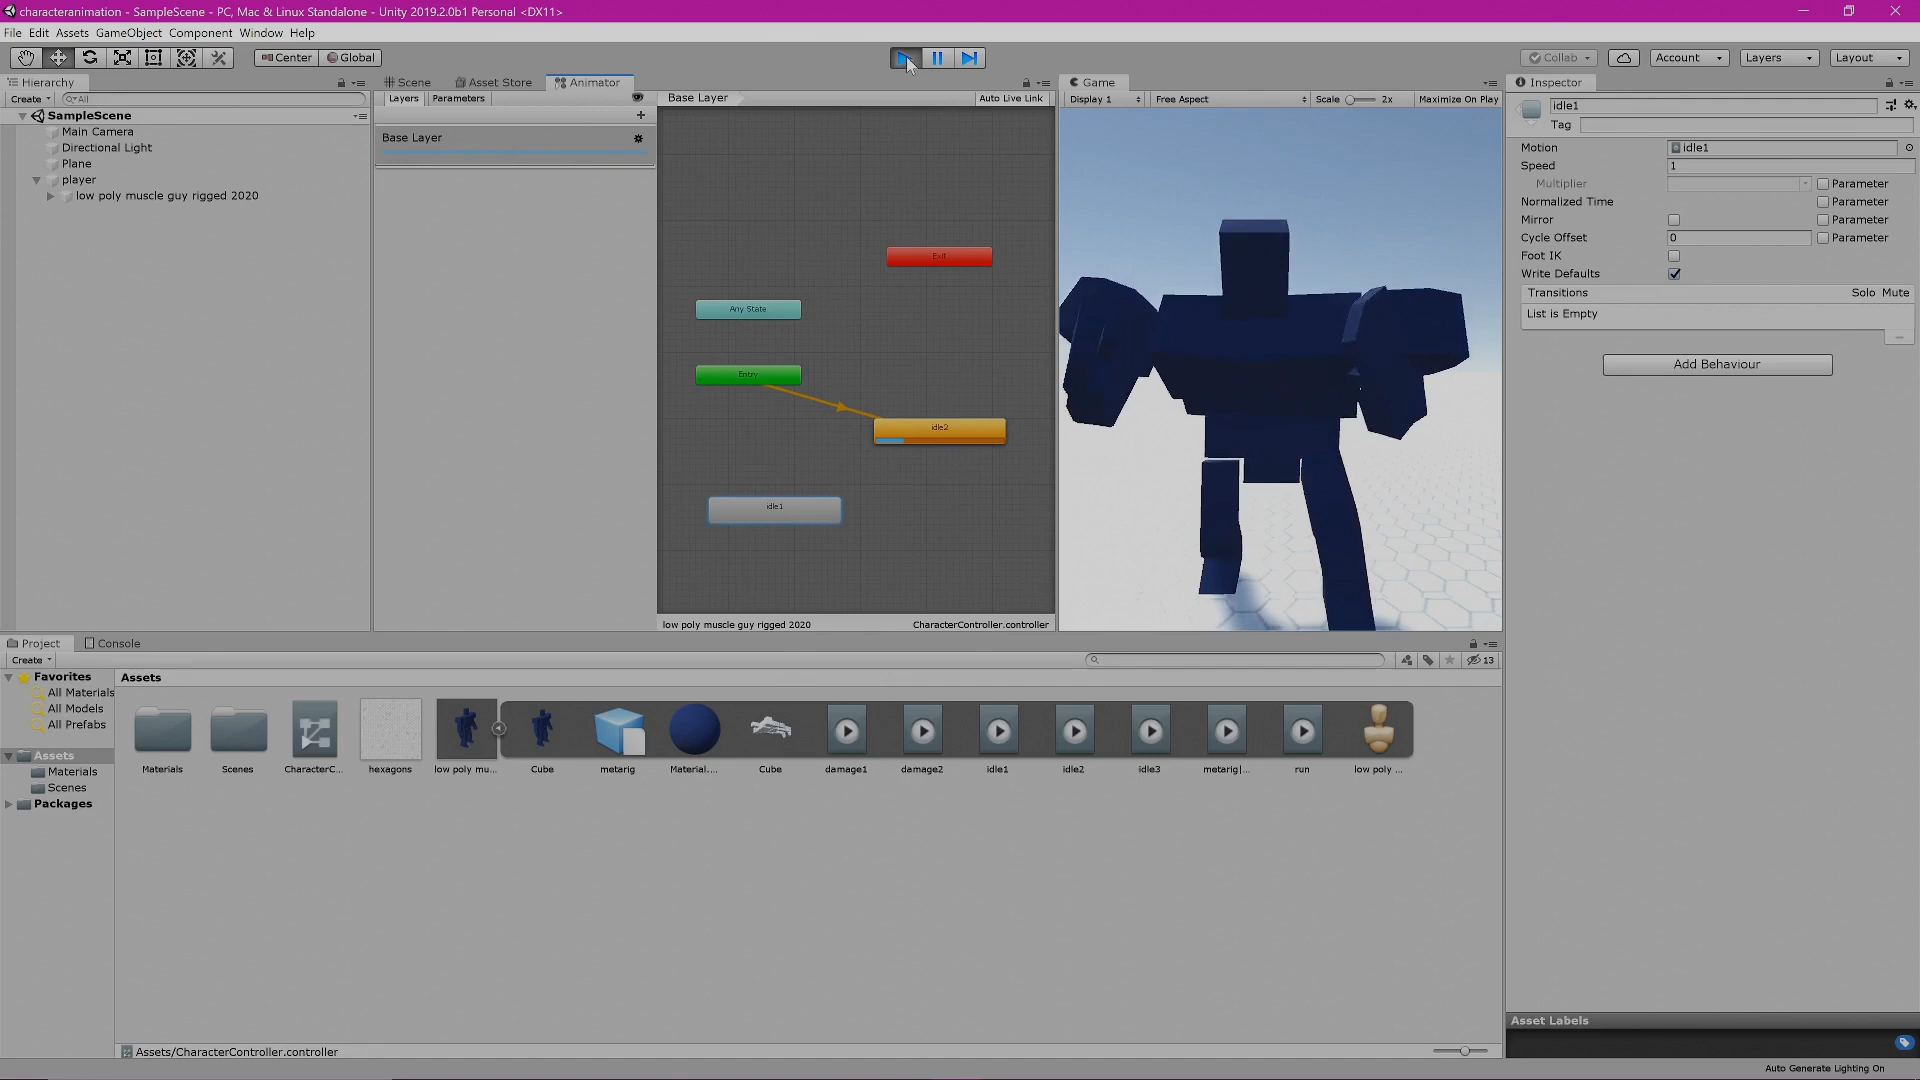 characteranimation - SampleScene - PC, Mac & Linux Standalone - Unity 2019.2.0b1 Personal <DX11>
File Edit Assets GameObject Component Window Help
Center Global
Collab Account Layers Layout
Hierarchy
Create All
SampleScene
Main Camera
Directional Light
Plane
player
low poly muscle guy rigged 2020
Scene Asset Store Animator
Layers Parameters
Base Layer Auto Live Link
Base Layer
Exit
Any State
Entry
idle2
idle1
low poly muscle guy rigged 2020 CharacterController.controller
Game
Display 1 Free Aspect Scale 2x Maximize On Play
Inspector
idle1
Tag
Motion idle1
Speed 1
Multiplier Parameter
Normalized Time Parameter
Mirror Parameter
Cycle Offset 0 Parameter
Foot IK
Write Defaults
Transitions Solo Mute
List is Empty
Add Behaviour
Project Console
Create 13
Favorites
All Materials
All Models
All Prefabs
Assets
Materials
Scenes
Packages
Assets
Materials Scenes CharacterC... hexagons low poly mu... Cube metarig Material.... Cube damage1 damage2 idle1 idle2 idle3 metarig|... run low poly ...
Assets/CharacterController.controller
Asset Labels
Auto Generate Lighting On